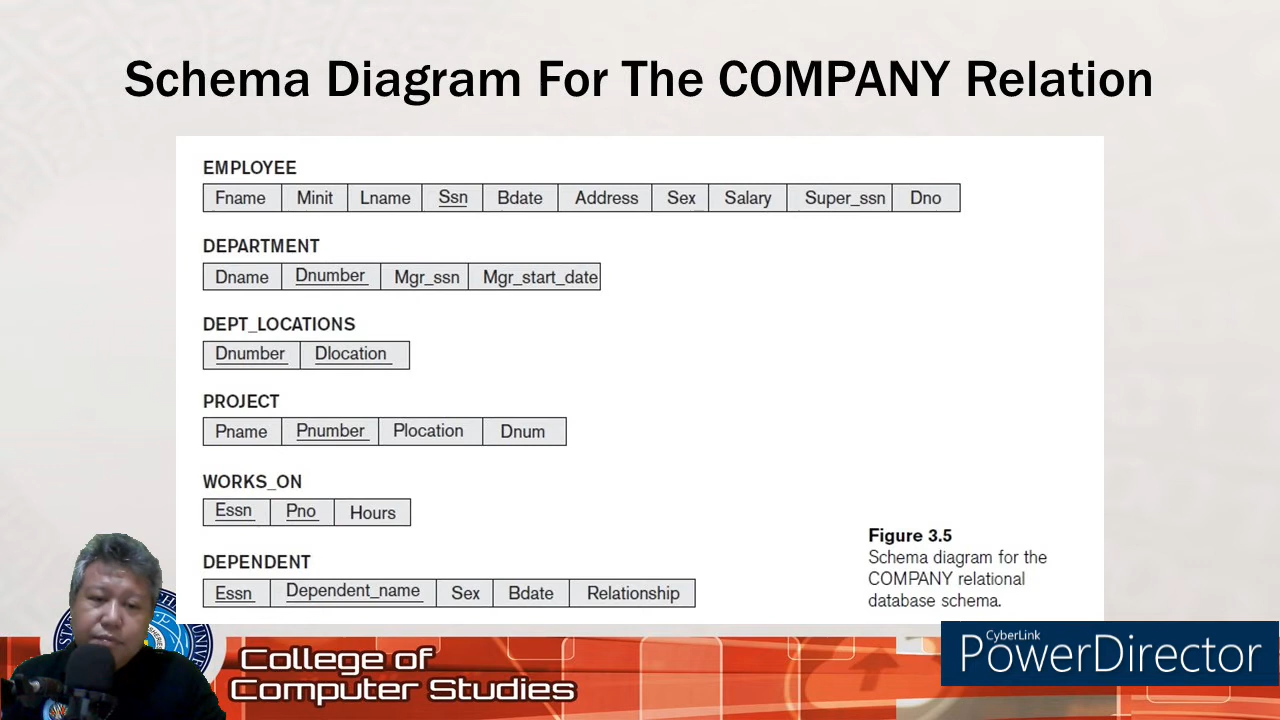 Schema Diagram For The COMPANY Relation
EMPLOYEE
Fname Minit Lname Ssn Bdate Address Sex Salary Super_ssn Dno
DEPARTMENT
Dname Dnumber Mgr_ssn Mgr_start_date
DEPT_LOCATIONS
Dnumber Dlocation
PROJECT
Pname Pnumber Plocation Dnum
WORKS_ON
Essn Pno Hours
DEPENDENT
Essn Dependent_name Sex Bdate Relationship
Figure 3.5
Schema diagram for the
COMPANY relational
database schema.
College of
Computer Studies
CyberLink
PowerDirector